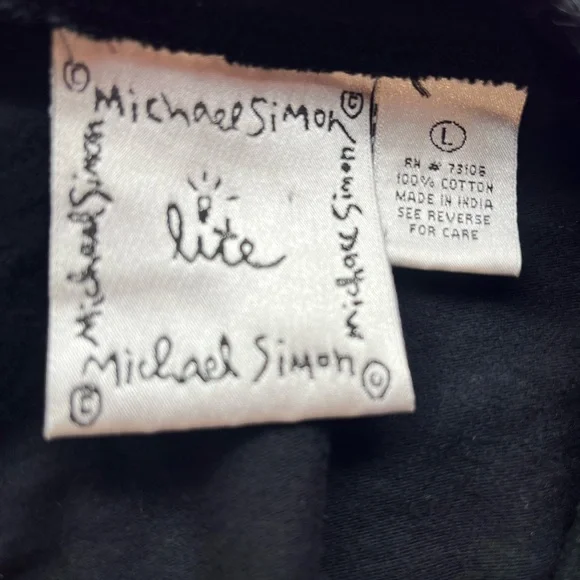 © Michael Simon ©
Michael Simon
lite
Michael Simon
© Michael Simon ©
L
RN # 73106
100% COTTON
MADE IN INDIA
SEE REVERSE
FOR CARE